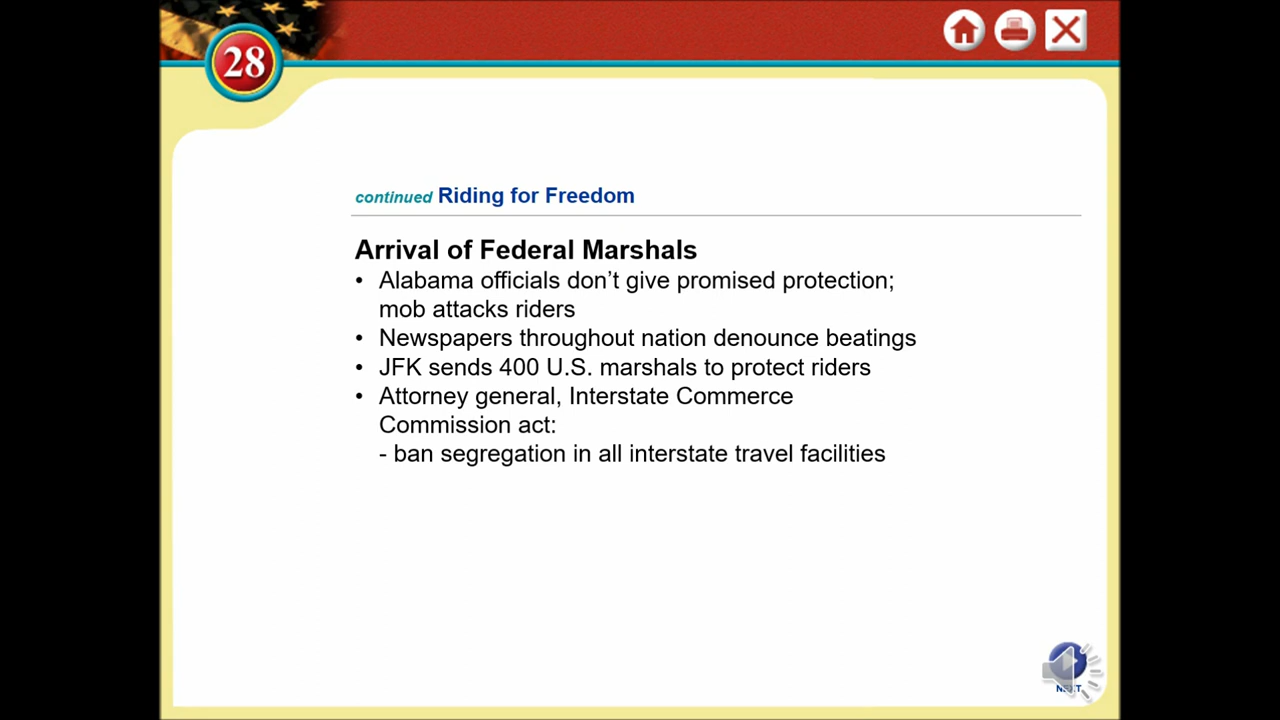 28
continued Riding for Freedom
Arrival of Federal Marshals
• Alabama officials don’t give promised protection;
mob attacks riders
• Newspapers throughout nation denounce beatings
• JFK sends 400 U.S. marshals to protect riders
• Attorney general, Interstate Commerce
Commission act:
- ban segregation in all interstate travel facilities
NEXT